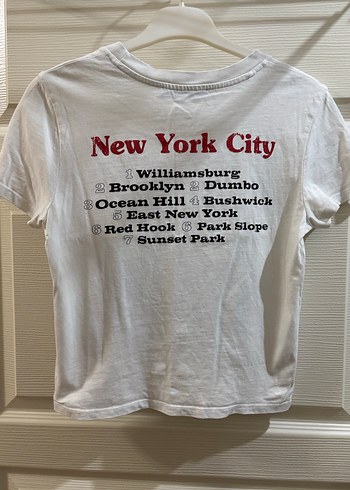 New York City
1 Williamsburg
2 Brooklyn 2 Dumbo
3 Ocean Hill 4 Bushwick
5 East New York
6 Red Hook 6 Park Slope
7 Sunset Park